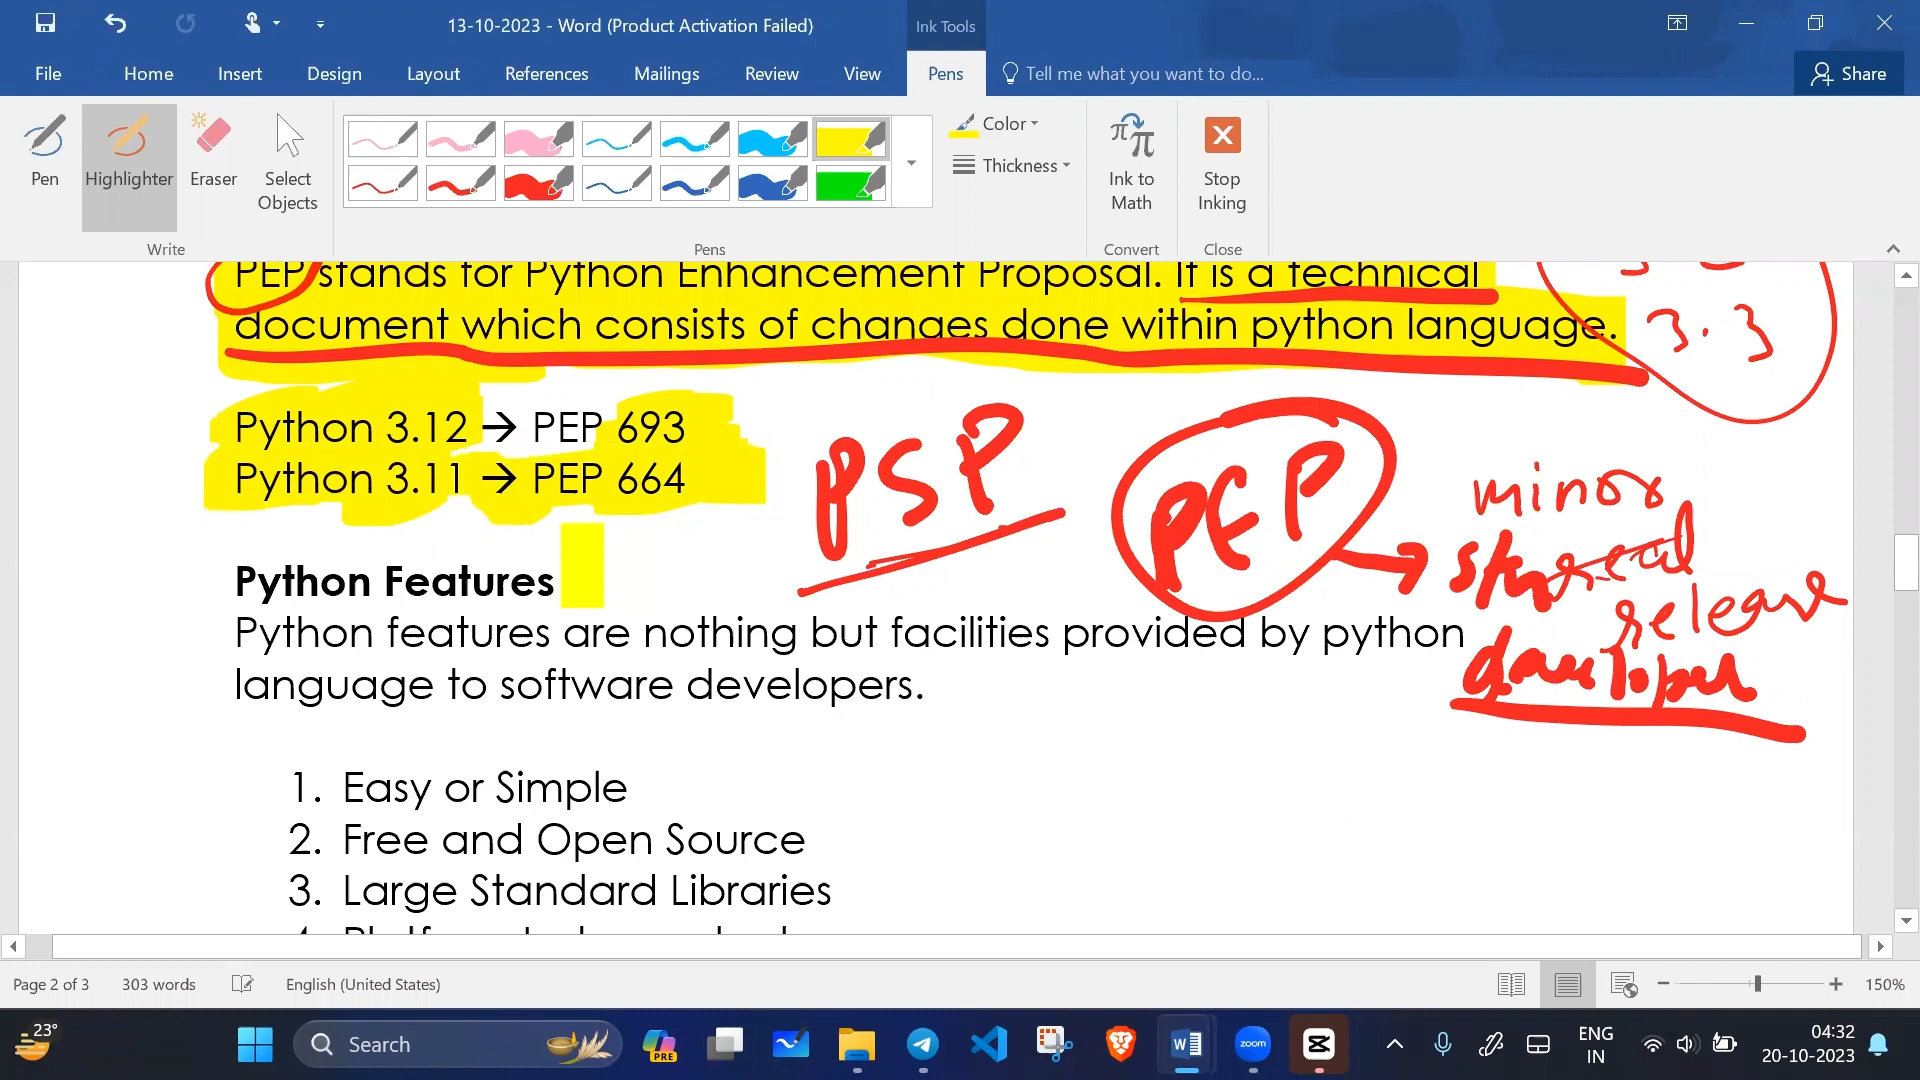 13-10-2023 - Word (Product Activation Failed)
Ink Tools
File Home Insert Design Layout References Mailings Review View Pens Tell me what you want to do... Share
Pen Highlighter Eraser Select Objects
Color
Thickness
Ink to Math
Stop Inking
Write Pens Convert Close
PEP stands for Python Enhancement Proposal. It is a technical
document which consists of changes done within python language.
3.3
Python 3.12 → PEP 693
Python 3.11 → PEP 664
PSP
PEP
minor
release
developer
Python Features
Python features are nothing but facilities provided by python
language to software developers.
1. Easy or Simple
2. Free and Open Source
3. Large Standard Libraries
Page 2 of 3 303 words English (United States) 150%
23°
Search
PRE
zoom
ENG
IN
04:32
20-10-2023